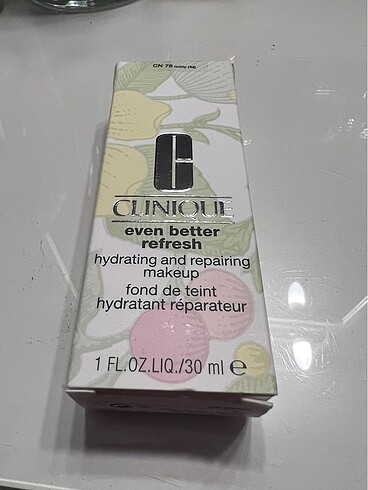 CN 78 nutty (M)
CLINIQUE
even better
refresh
hydrating and repairing
makeup
fond de teint
hydratant réparateur
1 FL.OZ.LIQ./30 ml ℮